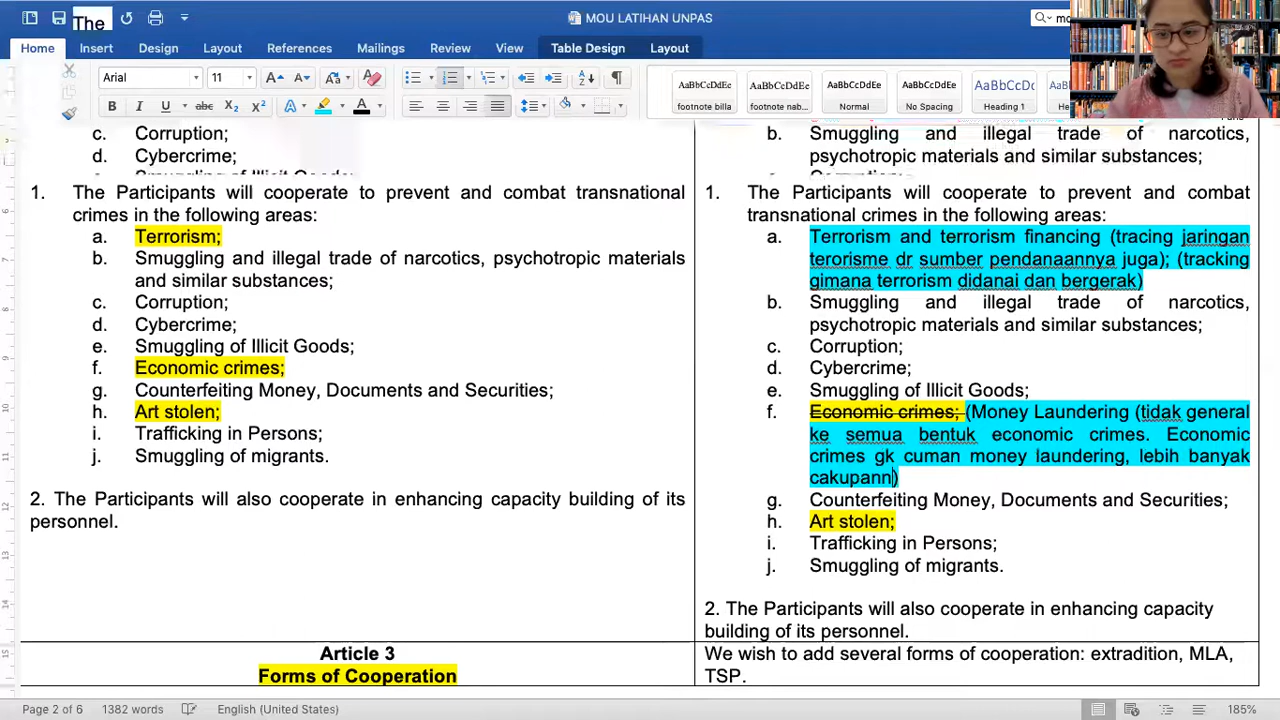 The
MOU LATIHAN UNPAS
Home Insert Design Layout References Mailings Review View Table Design Layout
Arial 11
AaBbCcDdEe AaBbCcDdEe AaBbCcDdEe AaBbCcDdEe AaBbCcDc
B I U abc X2 X2 A A
footnote billa footnote nab... Normal No Spacing Heading 1
c. Corruption;
d. Cybercrime;
1. The Participants will cooperate to prevent and combat transnational
crimes in the following areas:
a. Terrorism;
b. Smuggling and illegal trade of narcotics, psychotropic materials
and similar substances;
c. Corruption;
d. Cybercrime;
e. Smuggling of Illicit Goods;
f. Economic crimes;
g. Counterfeiting Money, Documents and Securities;
h. Art stolen;
i. Trafficking in Persons;
j. Smuggling of migrants.
2. The Participants will also cooperate in enhancing capacity building of its
personnel.
Article 3
Forms of Cooperation
b. Smuggling and illegal trade of narcotics,
psychotropic materials and similar substances;
1. The Participants will cooperate to prevent and combat
transnational crimes in the following areas:
a. Terrorism and terrorism financing (tracing jaringan
terorisme dr sumber pendanaannya juga); (tracking
gimana terrorism didanai dan bergerak)
b. Smuggling and illegal trade of narcotics,
psychotropic materials and similar substances;
c. Corruption;
d. Cybercrime;
e. Smuggling of Illicit Goods;
f. Economic crimes; (Money Laundering (tidak general
ke semua bentuk economic crimes. Economic
crimes gk cuman money laundering, lebih banyak
cakupann)
g. Counterfeiting Money, Documents and Securities;
h. Art stolen;
i. Trafficking in Persons;
j. Smuggling of migrants.
2. The Participants will also cooperate in enhancing capacity
building of its personnel.
We wish to add several forms of cooperation: extradition, MLA,
TSP.
Page 2 of 6 1382 words English (United States) 185%